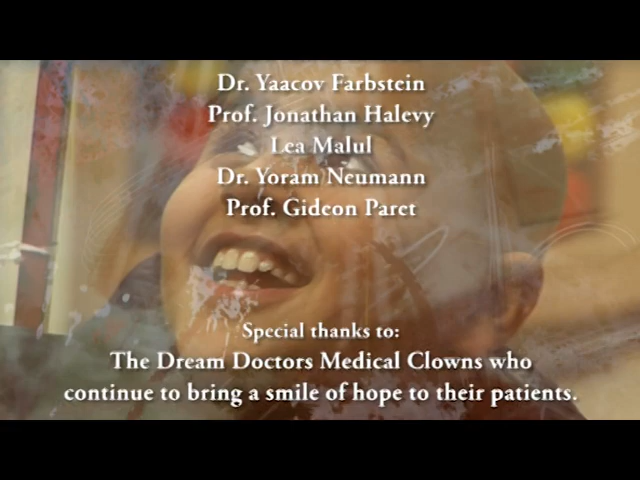 Dr. Yaacov Farbstein
Prof. Jonathan Halevy
Lea Malul
Dr. Yoram Neumann
Prof. Gideon Paret
Special thanks to:
The Dream Doctors Medical Clowns who
continue to bring a smile of hope to their patients.